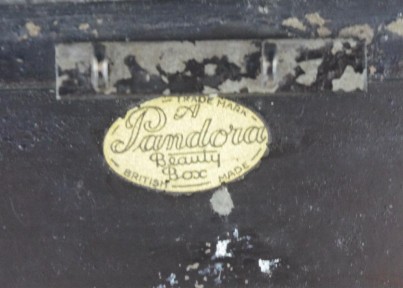 TRADE MARK
A
Pandora
Beauty
Box
BRITISH MADE